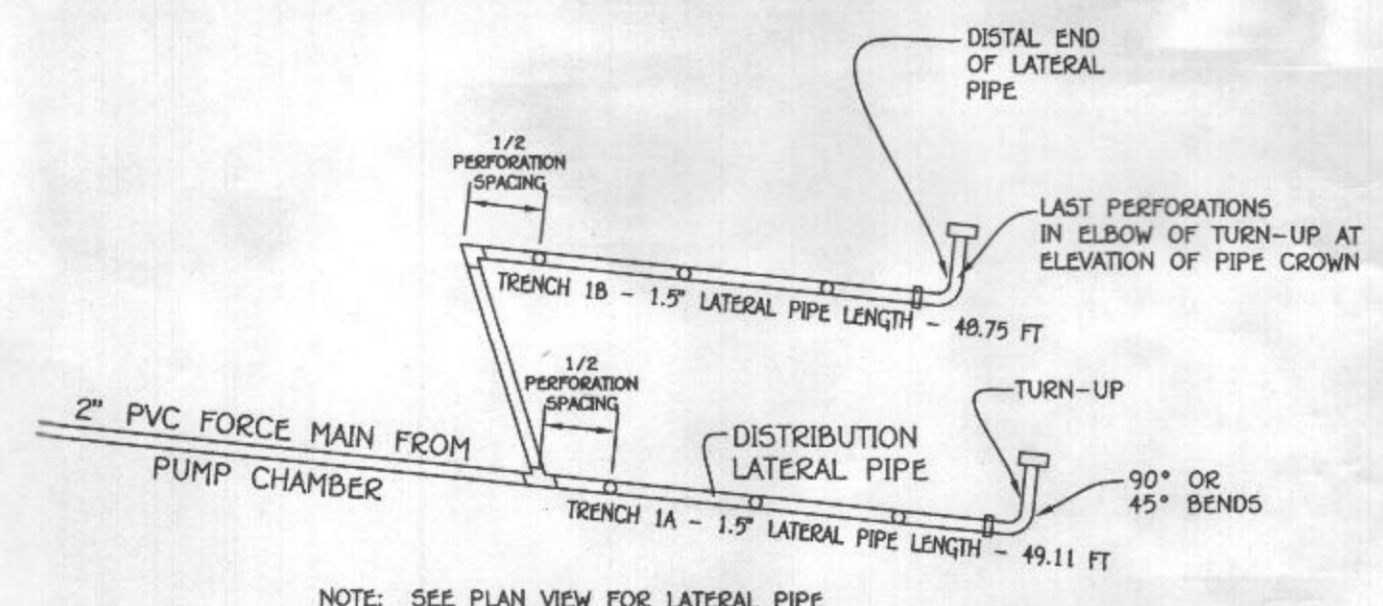 DISTAL END
OF LATERAL
PIPE
1/2
PERFORATION
SPACING
LAST PERFORATIONS
IN ELBOW OF TURN-UP AT
ELEVATION OF PIPE CROWN
TRENCH 1B - 1.5" LATERAL PIPE LENGTH - 48.75 FT
1/2
PERFORATION
SPACING
TURN-UP
2" PVC FORCE MAIN FROM
PUMP CHAMBER
DISTRIBUTION
LATERAL PIPE
90° OR
45° BENDS
TRENCH 1A - 1.5" LATERAL PIPE LENGTH - 49.11 FT
NOTE: SEE PLAN VIEW FOR LATERAL PIPE